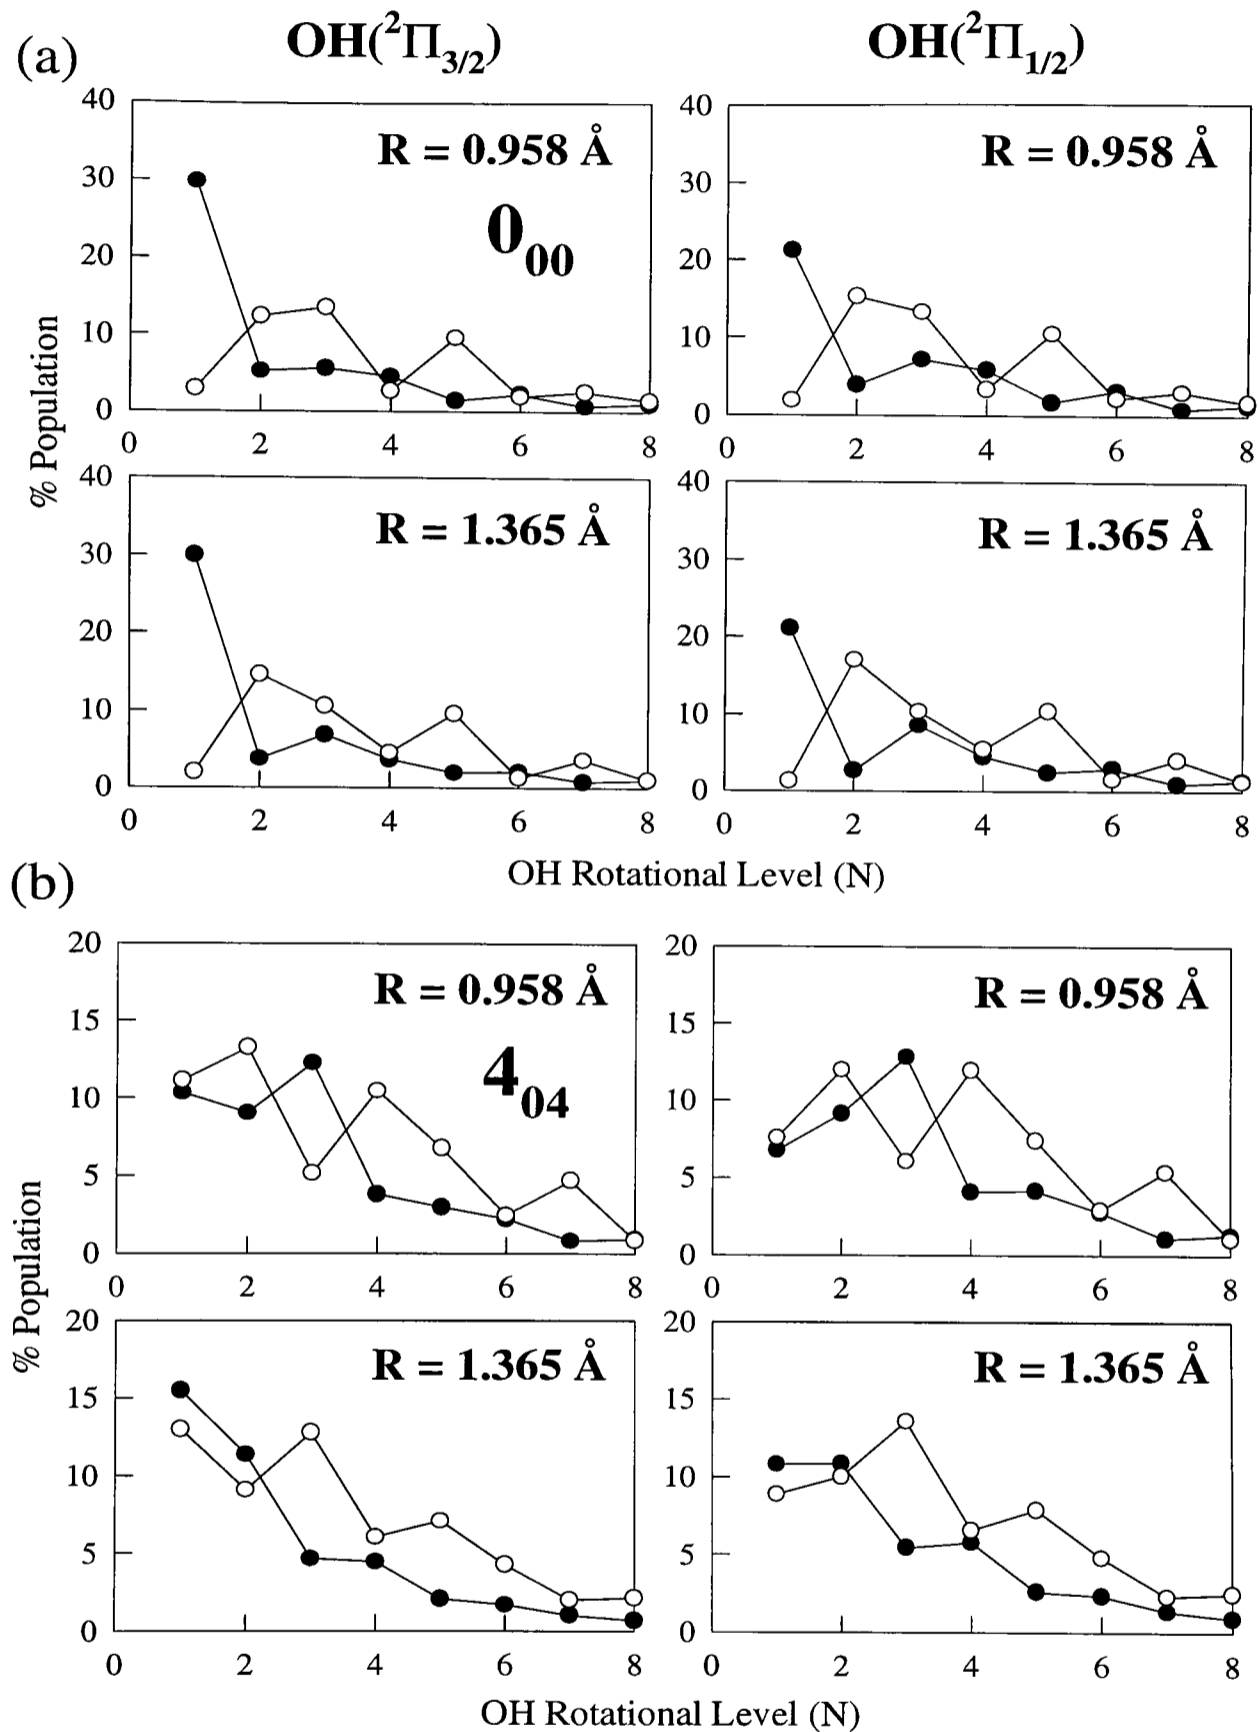 OH(²Π₃/₂) OH(²Π₁/₂)
(a)
40 40
R = 0.958 Å R = 0.958 Å
30 30
0₀₀
20 20
10 10
0 0
0 2 4 6 8 0 2 4 6 8
% Population
40 40
R = 1.365 Å R = 1.365 Å
30 30
20 20
10 10
0 0
0 2 4 6 8 0 2 4 6 8
OH Rotational Level (N)
(b)
20 20
R = 0.958 Å R = 0.958 Å
15 15
4₀₄
10 10
5 5
0 0
0 2 4 6 8 0 2 4 6 8
% Population
20 20
R = 1.365 Å R = 1.365 Å
15 15
10 10
5 5
0 0
0 2 4 6 8 0 2 4 6 8
OH Rotational Level (N)